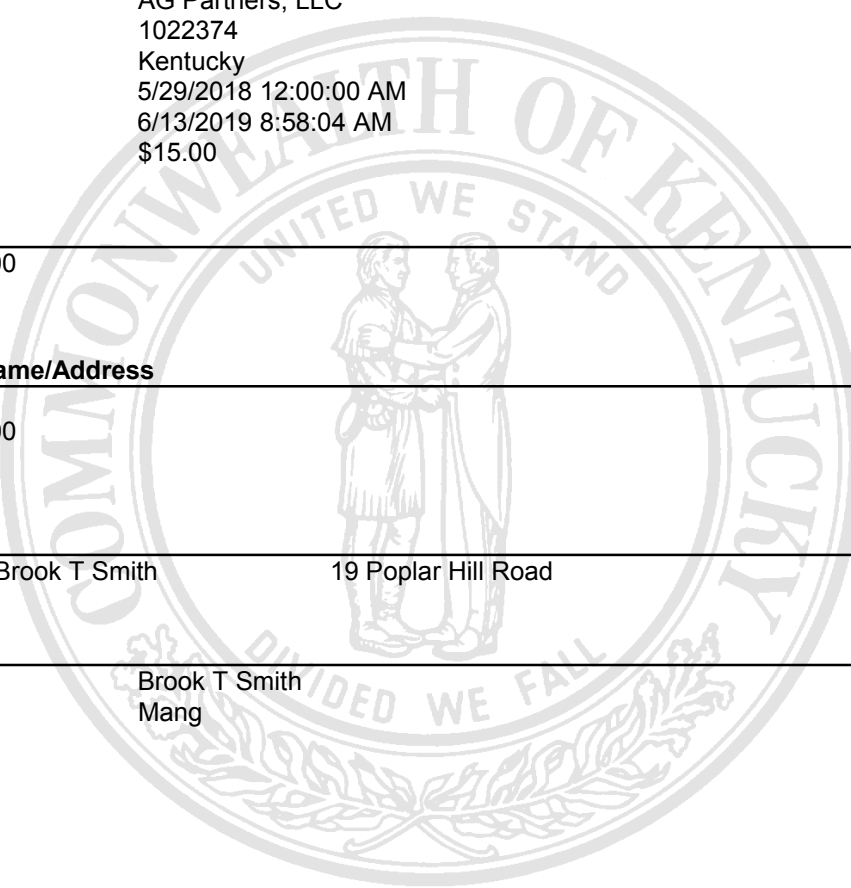 AG Partners, LLC
1022374
Kentucky
5/29/2018 12:00:00 AM
6/13/2019 8:58:04 AM
$15.00
COMMONWEALTH OF KENTUCKY
UNITED WE STAND
00
ame/Address
00
Brook T Smith 19 Poplar Hill Road
DIVIDED WE FALL
Brook T Smith
Mang